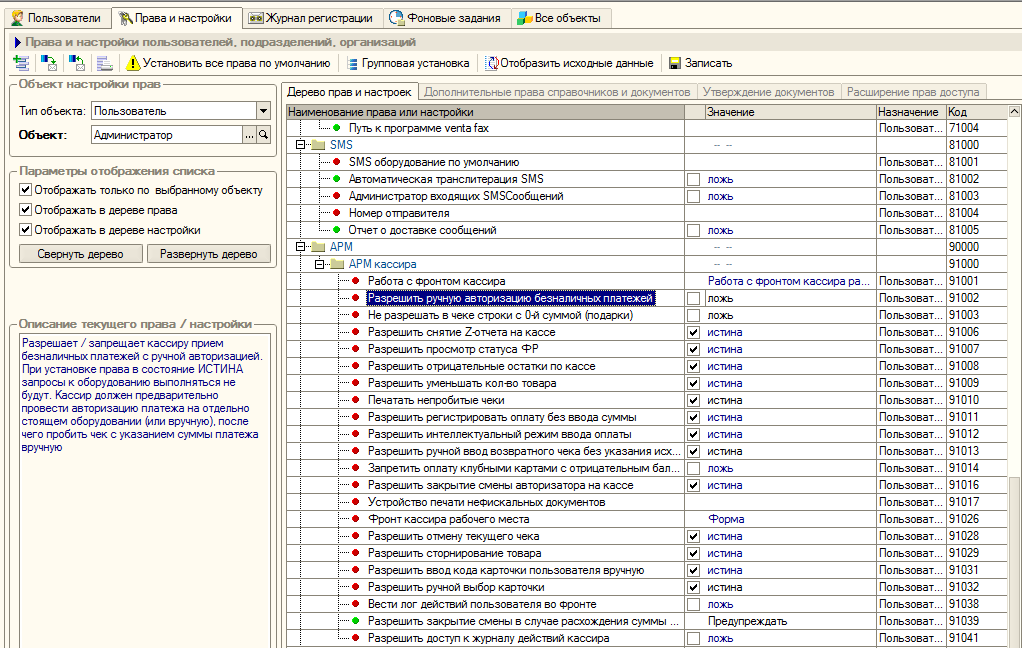 Пользователи Права и настройки Журнал регистрации Фоновые задания Все объекты
Права и настройки пользователей, подразделений, организаций
Установить все права по умолчанию Групповая установка Отобразить исходные данные Записать
Объект настройки прав
Тип объекта: Пользователь
Объект: Администратор ...
Параметры отображения списка
Отображать только по выбранному объекту
Отображать в дереве права
Отображать в дереве настройки
Свернуть дерево Развернуть дерево
Описание текущего права / настройки
Разрешает / запрещает кассиру прием
безналичных платежей с ручной авторизацией.
При установке права в состояние ИСТИНА
запросы к оборудованию выполняться не
будут. Кассир должен предварительно
провести авторизацию платежа на отдельно
стоящем оборудовании (или вручную), после
чего пробить чек с указанием суммы платежа
вручную
Дерево прав и настроек Дополнительные права справочников и документов Утверждение документов Расширение прав доступа
Наименование права или настройки Значение Назначение Код
Путь к программе venta fax Пользоват... 71004
SMS -- -- 81000
SMS оборудование по умолчанию Пользоват... 81001
Автоматическая транслитерация SMS ложь Пользоват... 81002
Администратор входящих SMSСообщений ложь Пользоват... 81003
Номер отправителя Пользоват... 81004
Отчет о доставке сообщений ложь Пользоват... 81005
АРМ -- -- 90000
АРМ кассира -- -- 91000
Работа с фронтом кассира Работа с фронтом кассира ра... Пользоват... 91001
Разрешить ручную авторизацию безналичных платежей ложь Пользоват... 91002
Не разрешать в чеке строки с 0-й суммой (подарки) ложь Пользоват... 91003
Разрешить снятие Z-отчета на кассе истина Пользоват... 91006
Разрешить просмотр статуса ФР истина Пользоват... 91007
Разрешить отрицательные остатки по кассе истина Пользоват... 91008
Разрешить уменьшать кол-во товара истина Пользоват... 91009
Печатать непробитые чеки истина Пользоват... 91010
Разрешить регистрировать оплату без ввода суммы истина Пользоват... 91011
Разрешить интеллектуальный режим ввода оплаты истина Пользоват... 91012
Разрешить ручной ввод возвратного чека без указания исх... истина Пользоват... 91013
Запретить оплату клубными картами с отрицательным бал... ложь Пользоват... 91014
Разрешить закрытие смены авторизатора на кассе истина Пользоват... 91016
Устройство печати нефискальных документов Пользоват... 91017
Фронт кассира рабочего места Форма Пользоват... 91026
Разрешить отмену текущего чека истина Пользоват... 91028
Разрешить сторнирование товара истина Пользоват... 91029
Разрешить ввод кода карточки пользователя вручную истина Пользоват... 91031
Разрешить ручной выбор карточки истина Пользоват... 91032
Вести лог действий пользователя во Фронте ложь Пользоват... 91038
Разрешить закрытие смены в случае расхождения суммы ... Предупреждать Пользоват... 91039
Разрешить доступ к журналу действий кассира ложь Пользоват... 91041